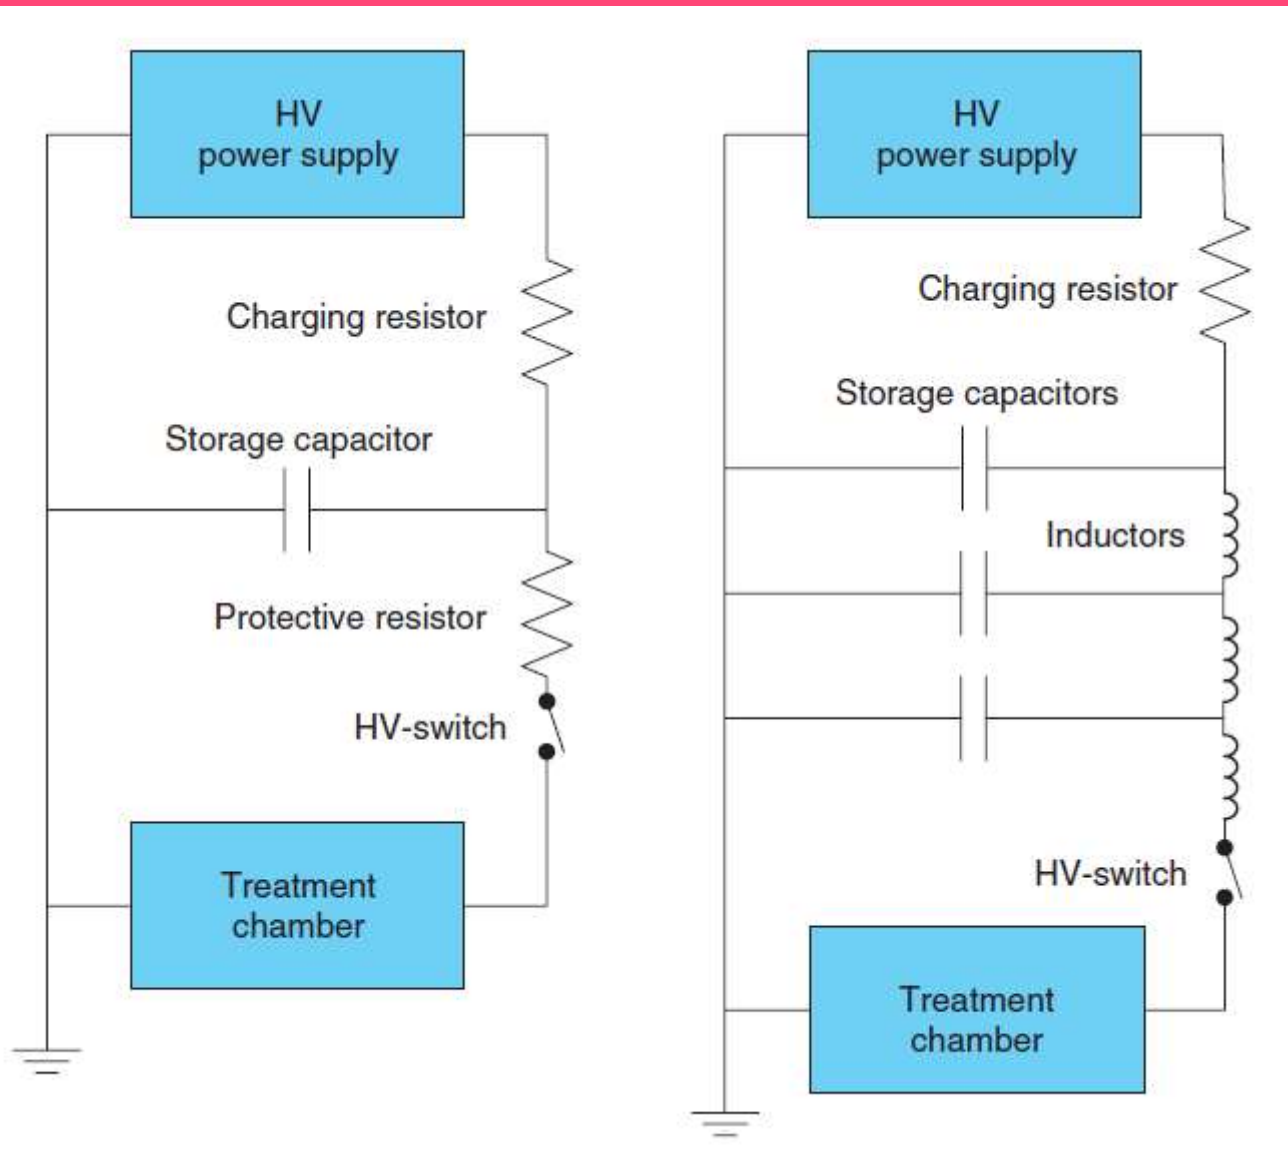 HV
power supply
Charging resistor
Storage capacitor
Protective resistor
HV-switch
Treatment
chamber
HV
power supply
Charging resistor
Storage capacitors
Inductors
HV-switch
Treatment
chamber